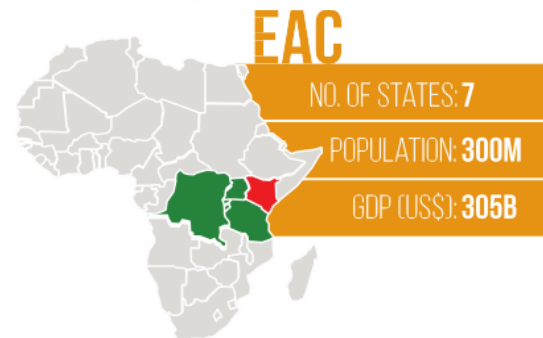 EAC
NO. OF STATES: 7
POPULATION: 300M
GDP (US$): 305B